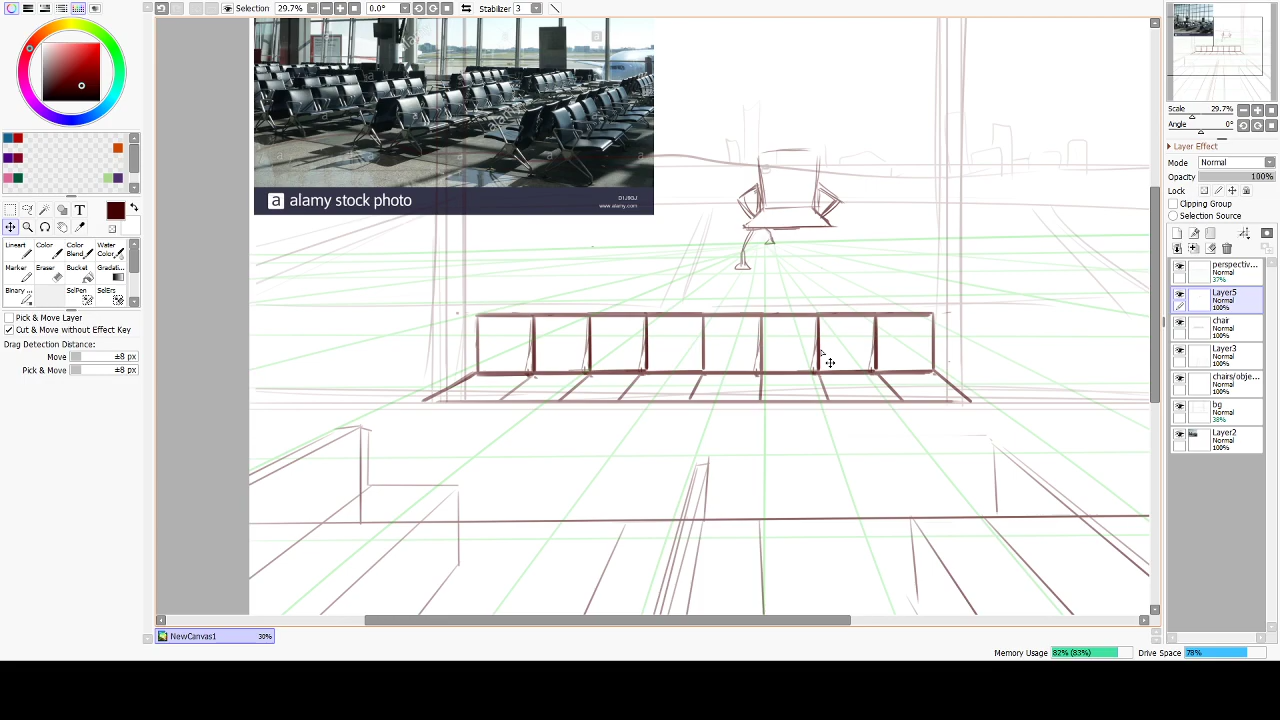 Selection 29.7% 0.0° Stabilizer 3
a alamy stock photo
www.alamy.com
T
Lineart Color Color Blend. Water Color.
Marker Eraser Bucket Gradati...
Binary... SelPen SelErs
Pick & Move Layer
Cut & Move without Effect Key
Drag Detection Distance:
Move ±8 px
Pick & Move ±8 px
Scale 29.7%
Angle 0°
Layer Effect
Mode Normal
Opacity 100%
Lock
Clipping Group
Selection Source
perspectiv...
Normal
37%
Layer5
Normal
100%
chair
Normal
100%
Layer3
Normal
100%
chairs/obje...
Normal
100%
bg
Normal
38%
Layer2
Normal
100%
NewCanvas1 30%
Memory Usage 82% (83%) Drive Space 78%